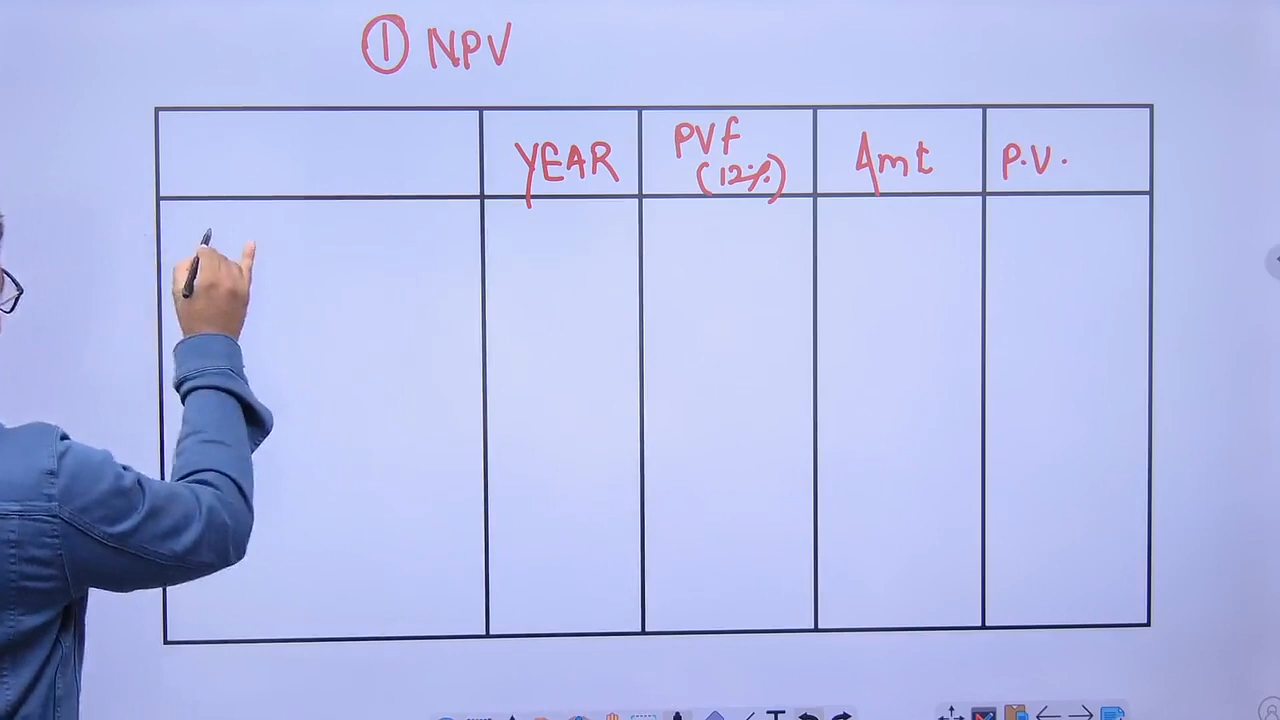 ① NPV
YEAR
PVf
(12%)
Amt
P.V.